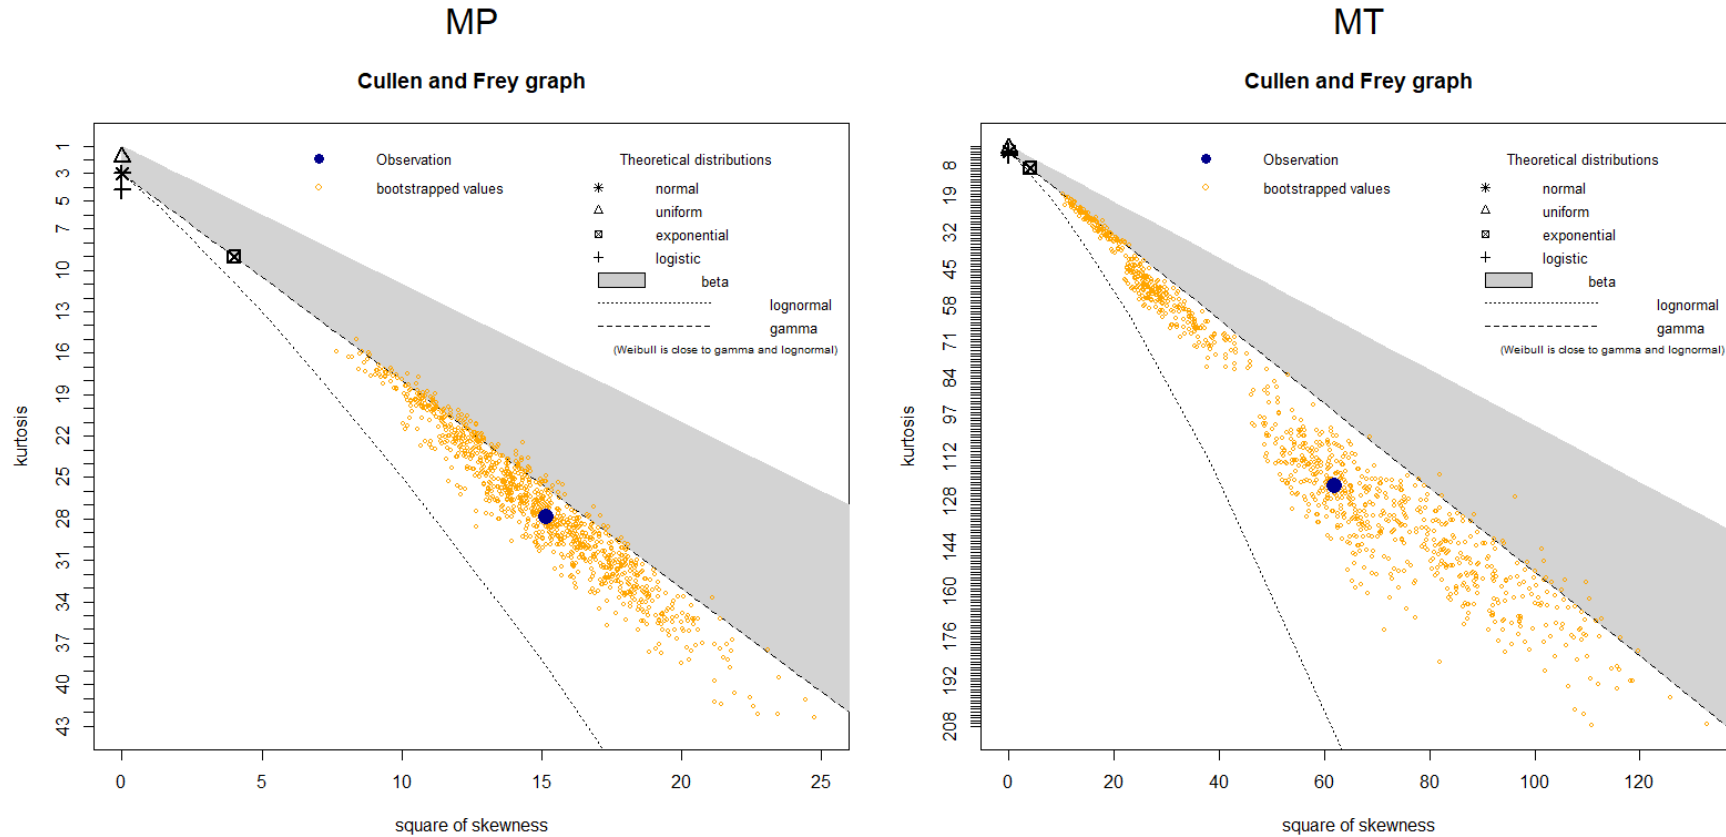 MP
Cullen and Frey graph
Observation
bootstrapped values
Theoretical distributions
normal
uniform
exponential
logistic
beta
lognormal
gamma
(Weibull is close to gamma and lognormal)
kurtosis
1
3
5
7
10
13
16
19
22
25
28
31
34
37
40
43
0 5 10 15 20 25
square of skewness
MT
Cullen and Frey graph
Observation
bootstrapped values
Theoretical distributions
normal
uniform
exponential
logistic
beta
lognormal
gamma
(Weibull is close to gamma and lognormal)
kurtosis
8
19
32
45
58
71
84
97
112
128
144
160
176
192
208
0 20 40 60 80 100 120
square of skewness